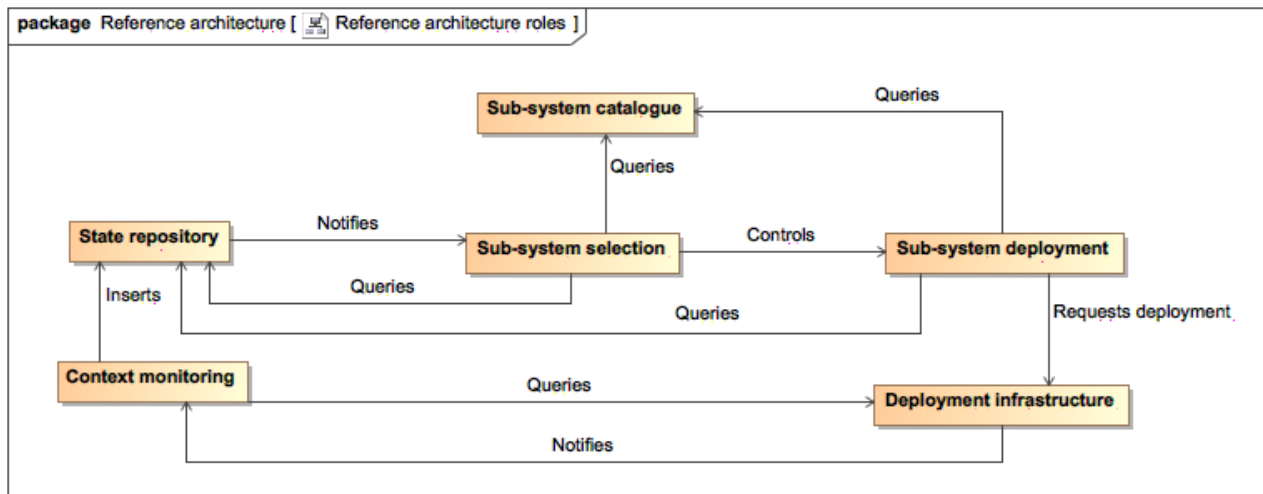 package Reference architecture [ Reference architecture roles ]
Sub-system catalogue
Queries
Queries
State repository
Notifies
Sub-system selection
Controls
Sub-system deployment
Inserts
Queries
Queries
Requests deployment
Context monitoring
Queries
Deployment infrastructure
Notifies